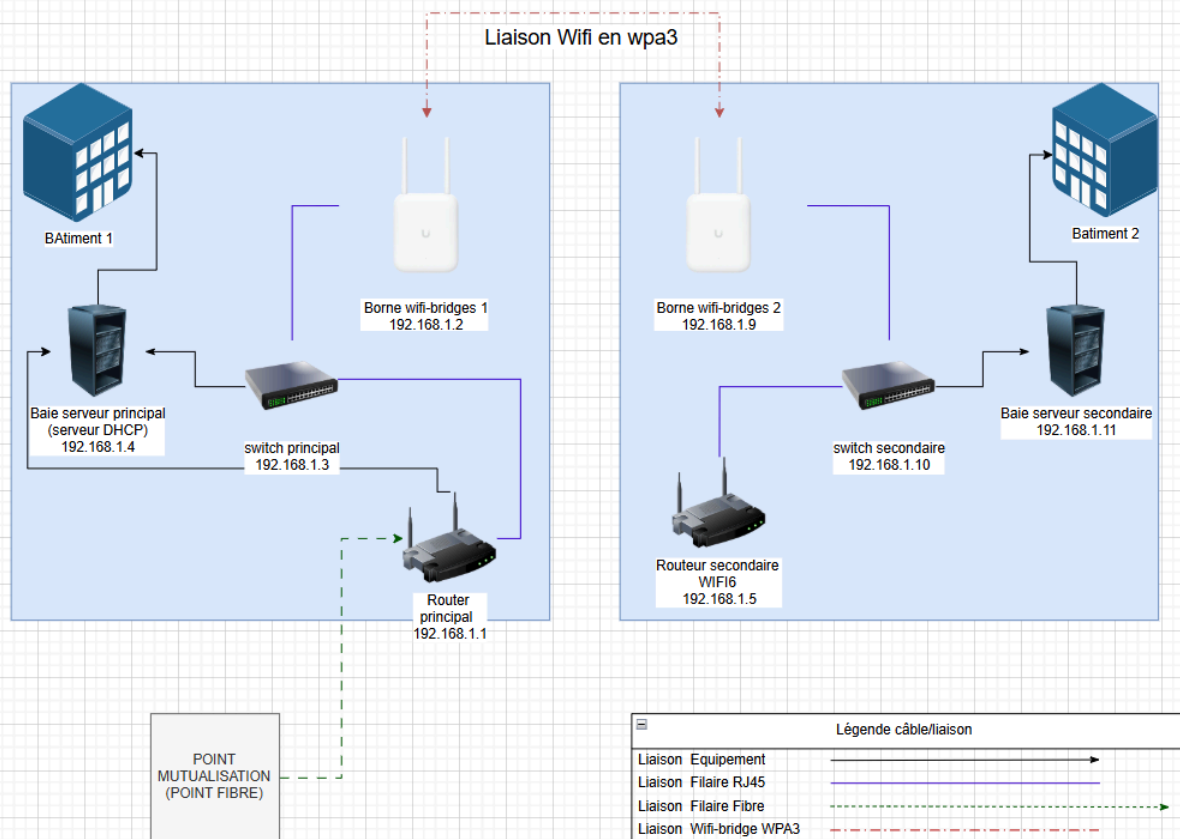 Liaison Wifi en wpa3
BAtiment 1
Borne wifi-bridges 1
192.168.1.2
Baie serveur principal
(serveur DHCP)
192.168.1.4
switch principal
192.168.1.3
Router
principal
192.168.1.1
Batiment 2
Borne wifi-bridges 2
192.168.1.9
Baie serveur secondaire
192.168.1.11
switch secondaire
192.168.1.10
Routeur secondaire
WIFI6
192.168.1.5
POINT
MUTUALISATION
(POINT FIBRE)
Légende câble/liaison
Liaison Equipement
Liaison Filaire RJ45
Liaison Filaire Fibre
Liaison Wifi-bridge WPA3